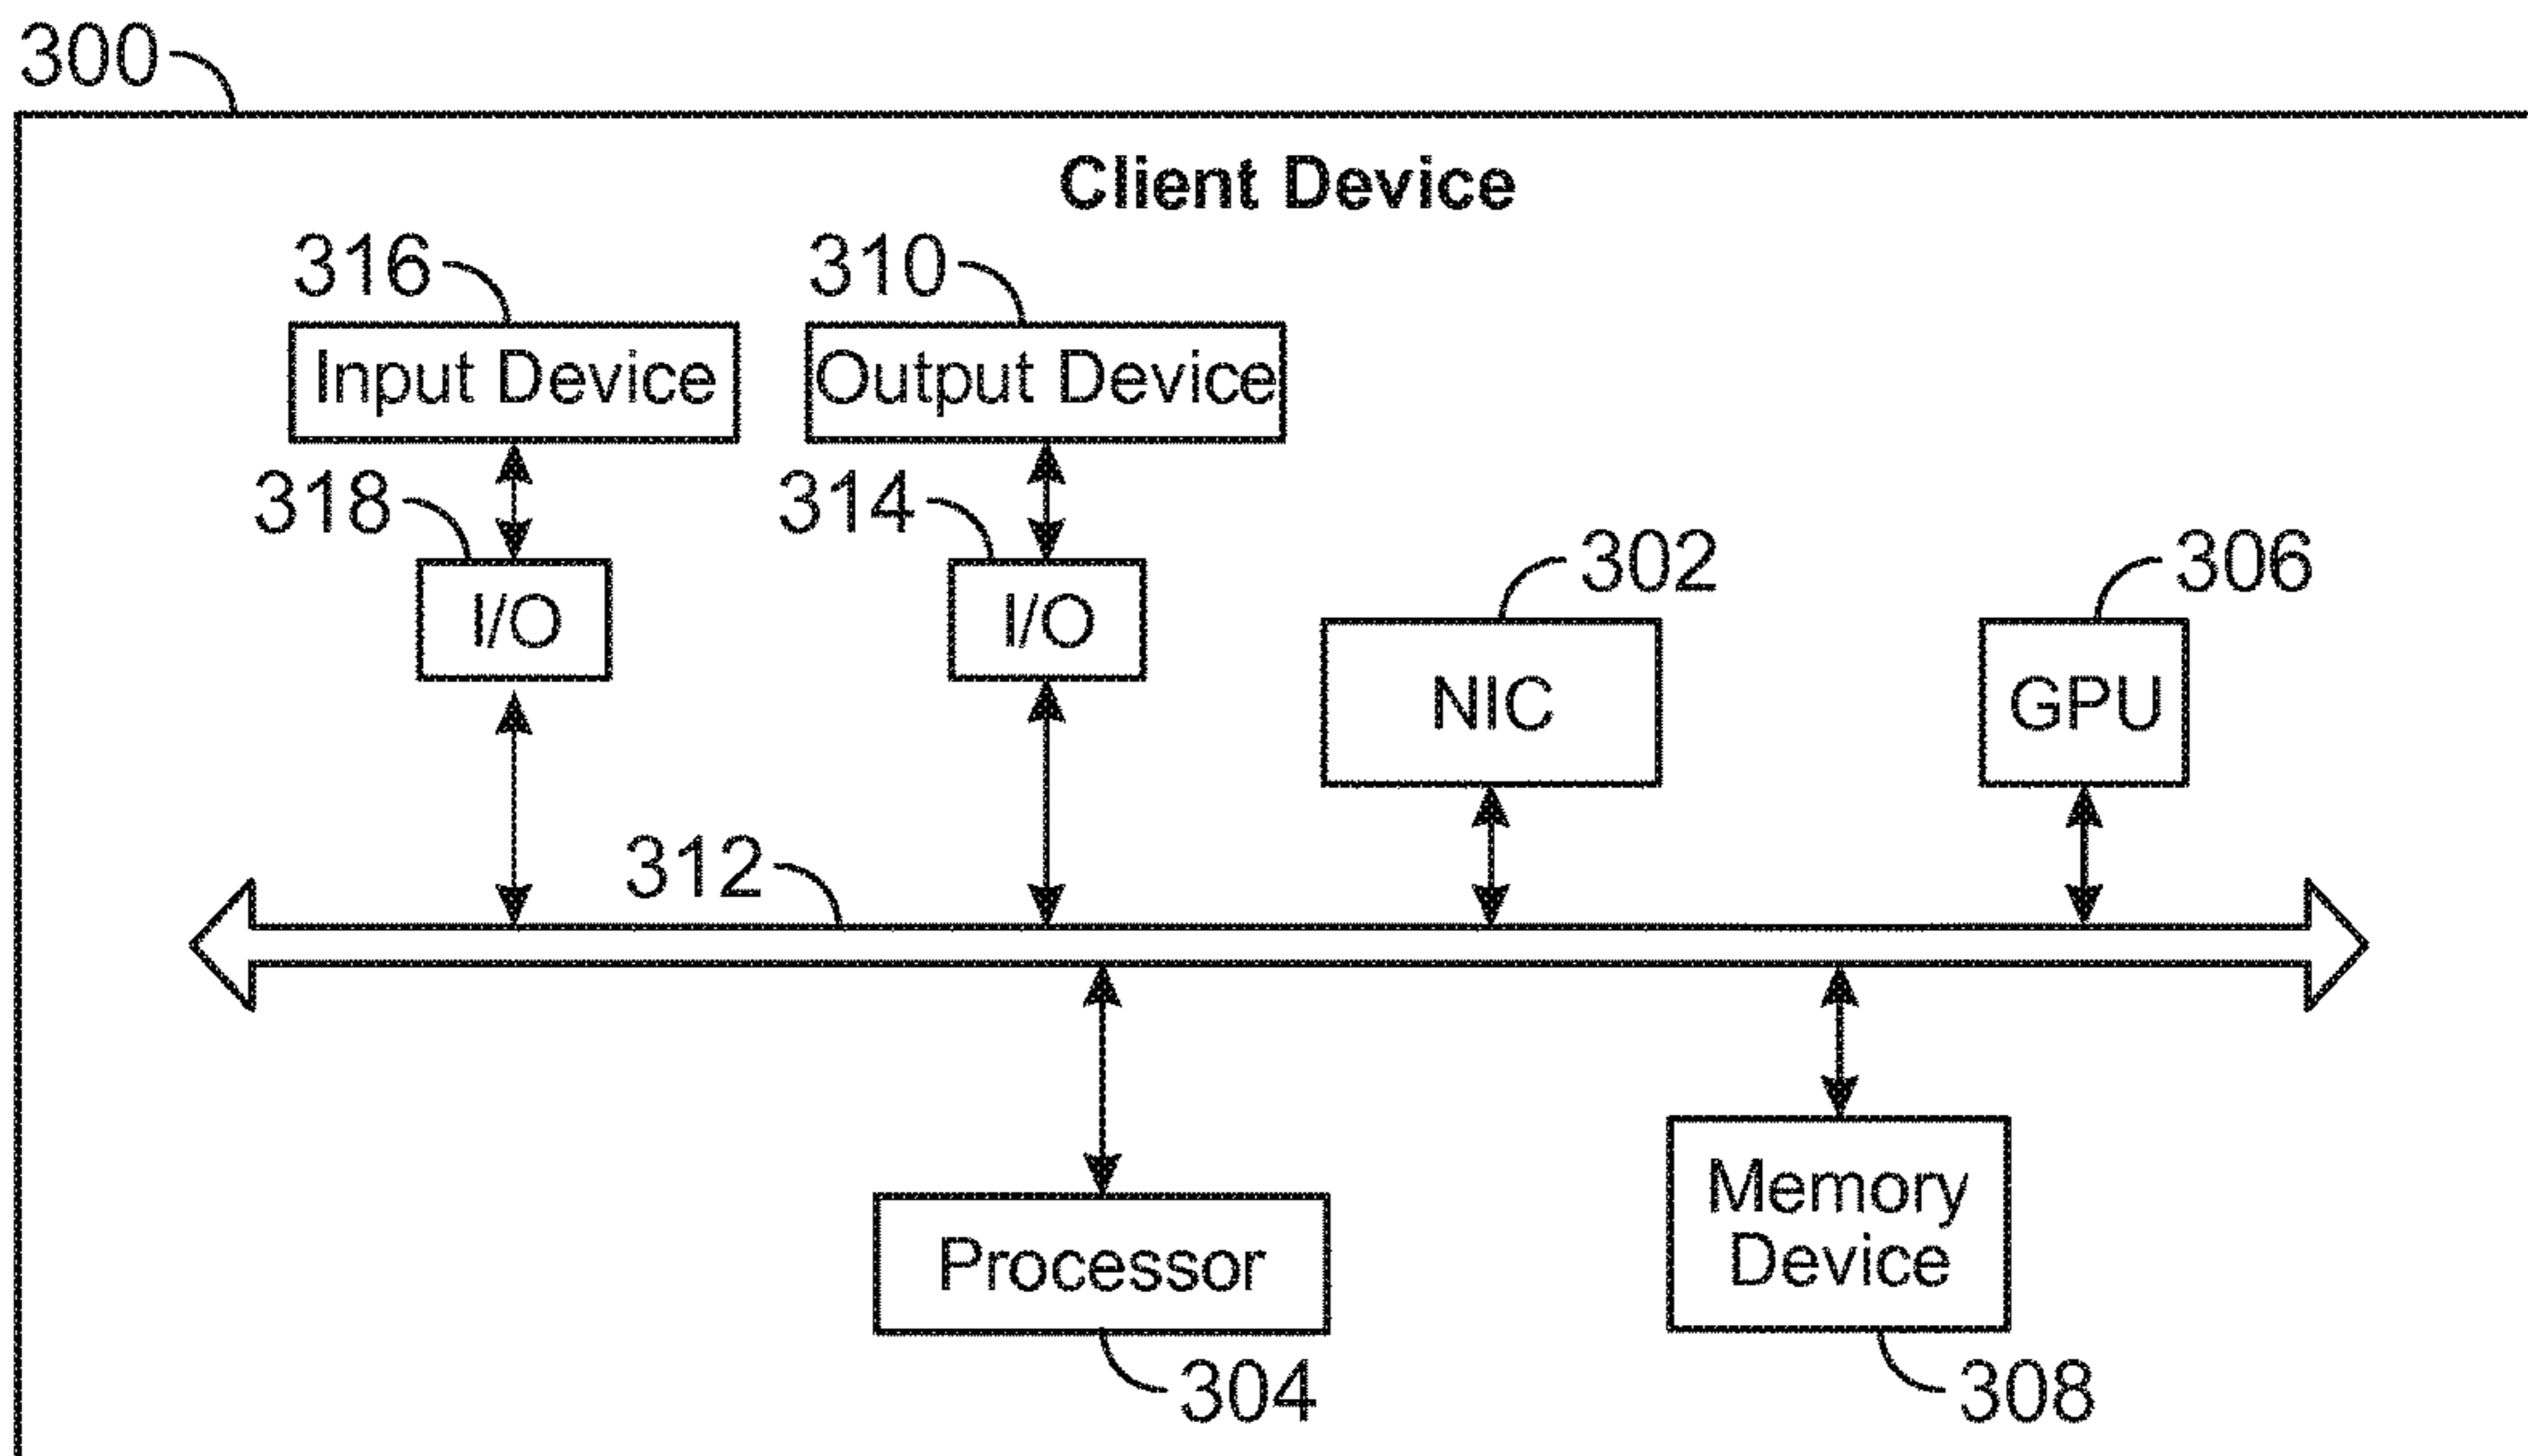 300
Client Device
316
310
Input Device
Output Device
318
314
I/O
I/O
302
306
NIC
GPU
312
Processor
Memory
Device
304
308